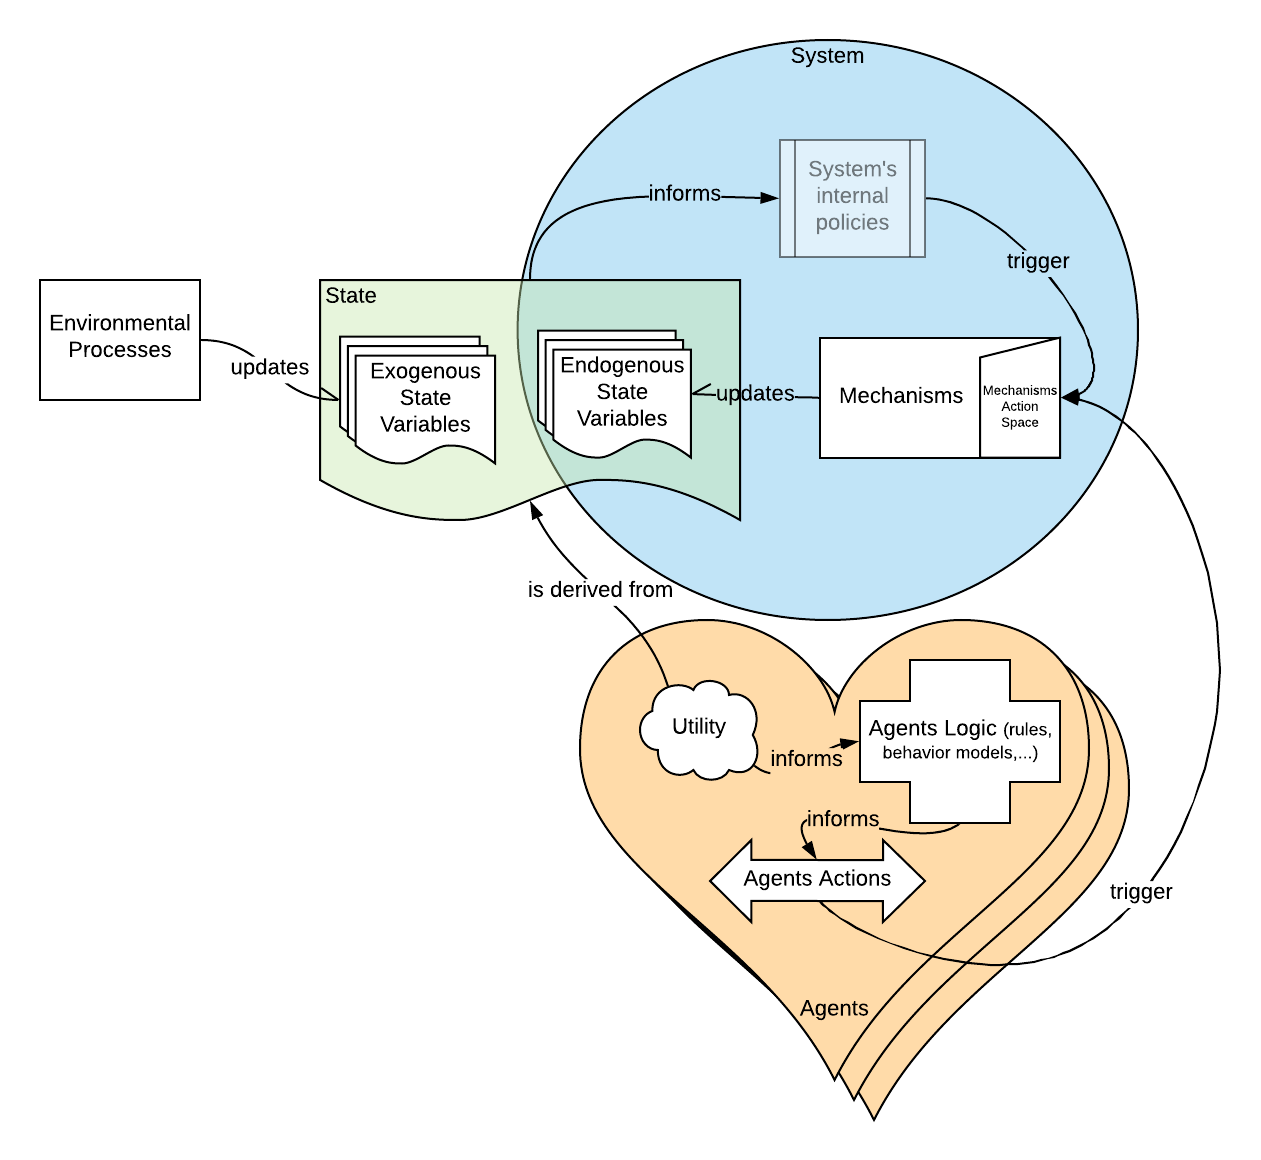 System
System's
internal
policies
informs
trigger
State
Environmental
Processes
updates
Exogenous
State
Variables
Endogenous
State
Variables
updates
Mechanisms
Mechanisms
Action
Space
is derived from
Utility
informs
Agents Logic (rules,
behavior models,...)
informs
Agents Actions
trigger
Agents